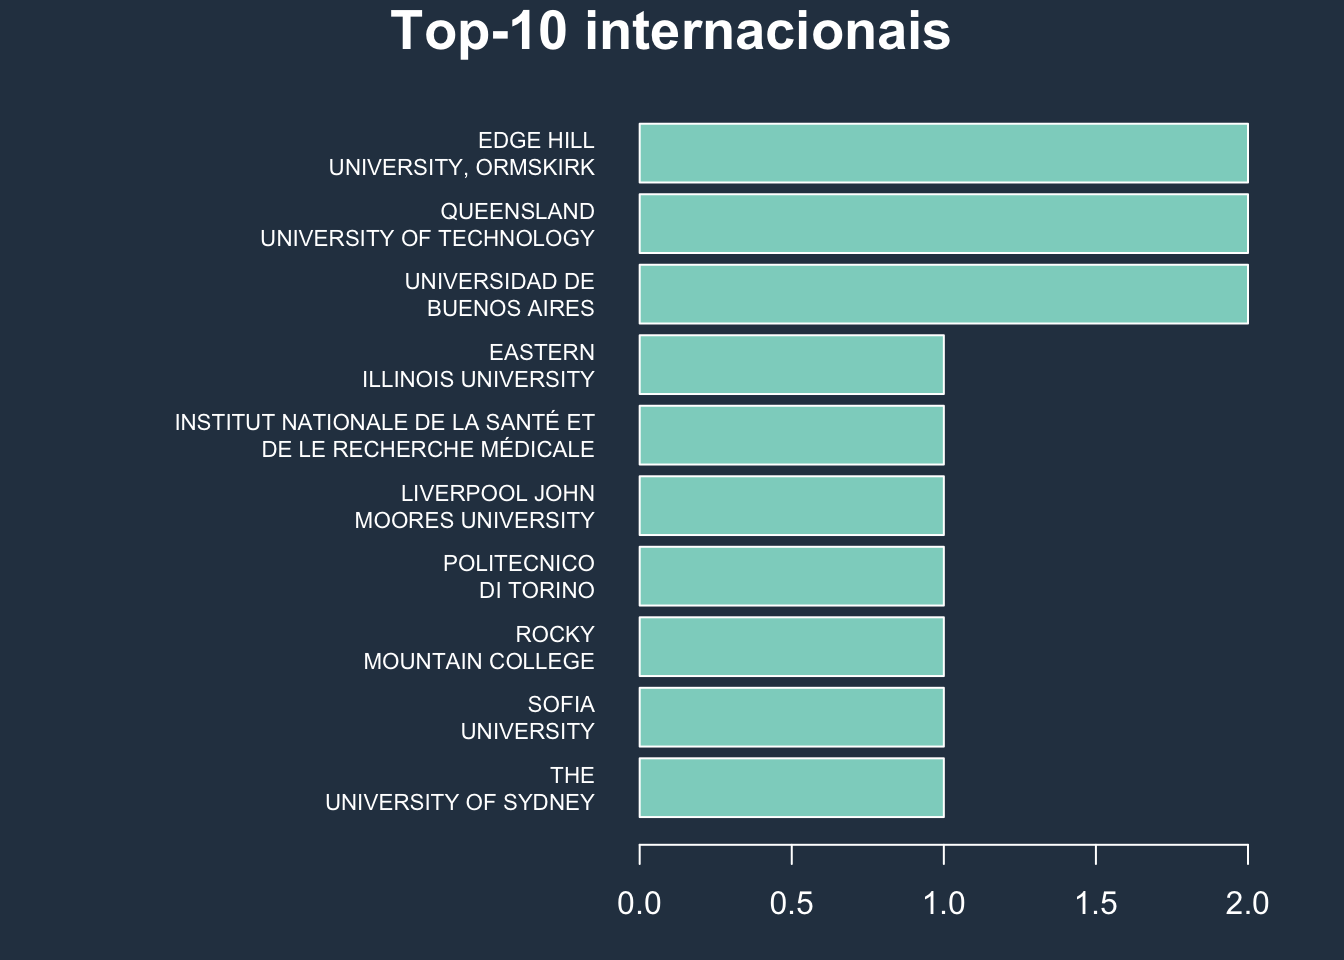 Top-10 internacionais
EDGE HILL
UNIVERSITY, ORMSKIRK
QUEENSLAND
UNIVERSITY OF TECHNOLOGY
UNIVERSIDAD DE
BUENOS AIRES
EASTERN
ILLINOIS UNIVERSITY
INSTITUT NATIONALE DE LA SANTÉ ET
DE LE RECHERCHE MÉDICALE
LIVERPOOL JOHN
MOORES UNIVERSITY
POLITECNICO
DI TORINO
ROCKY
MOUNTAIN COLLEGE
SOFIA
UNIVERSITY
THE
UNIVERSITY OF SYDNEY
0.0 0.5 1.0 1.5 2.0